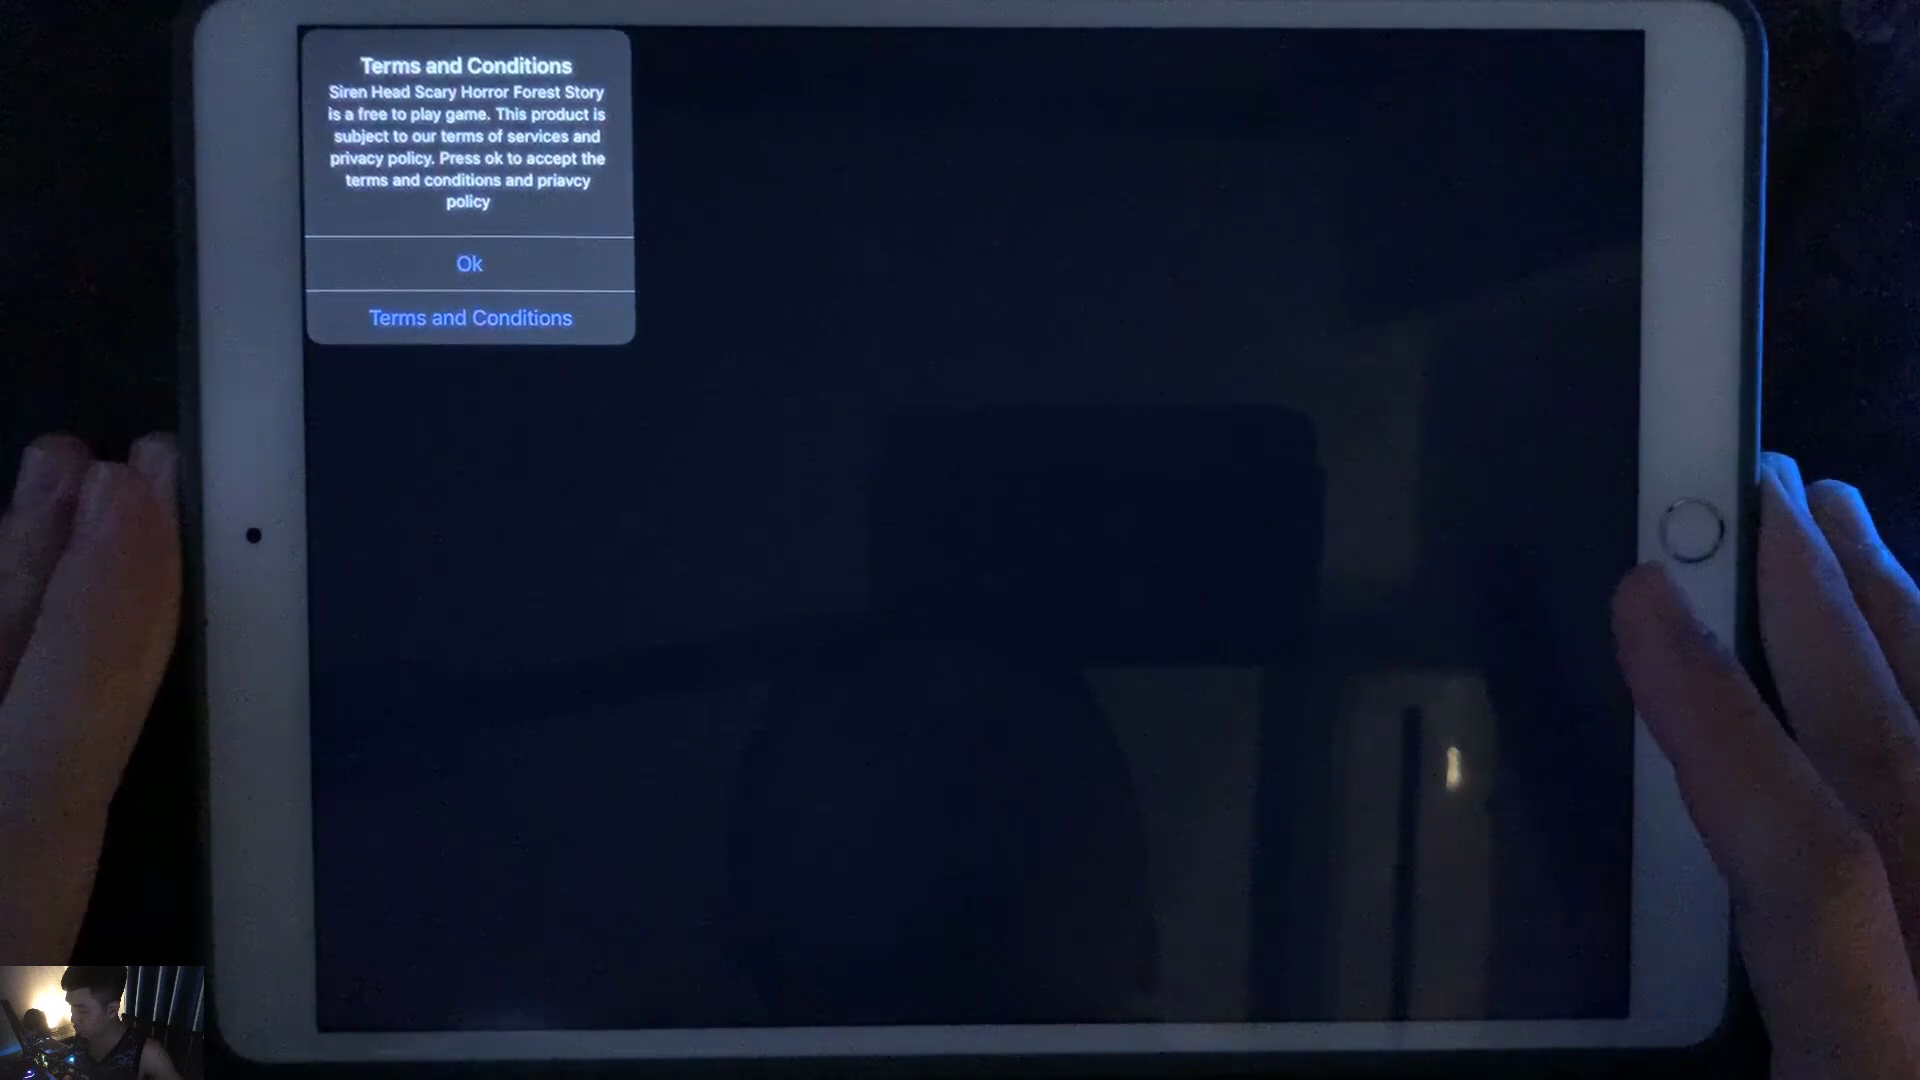 Terms and Conditions
Siren Head Scary Horror Forest Story
is a free to play game. This product is
subject to our terms of services and
privacy policy. Press ok to accept the
terms and conditions and priavcy
policy
Ok
Terms and Conditions